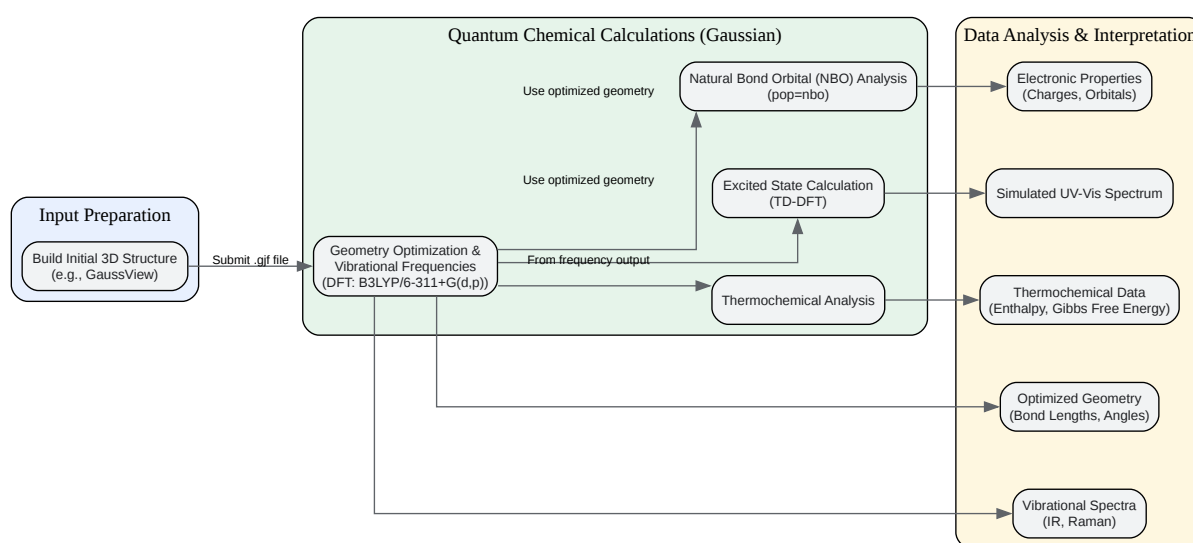 Quantum Chemical Calculations (Gaussian)
Data Analysis & Interpretation
Natural Bond Orbital (NBO) Analysis
(pop=nbo)
Electronic Properties
(Charges, Orbitals)
Use optimized geometry
Use optimized geometry
Excited State Calculation
(TD-DFT)
Simulated UV-Vis Spectrum
Input Preparation
Build Initial 3D Structure
(e.g., GaussView)
Submit .gjf file
Geometry Optimization &
Vibrational Frequencies
(DFT: B3LYP/6-311+G(d,p))
From frequency output
Thermochemical Analysis
Thermochemical Data
(Enthalpy, Gibbs Free Energy)
Optimized Geometry
(Bond Lengths, Angles)
Vibrational Spectra
(IR, Raman)